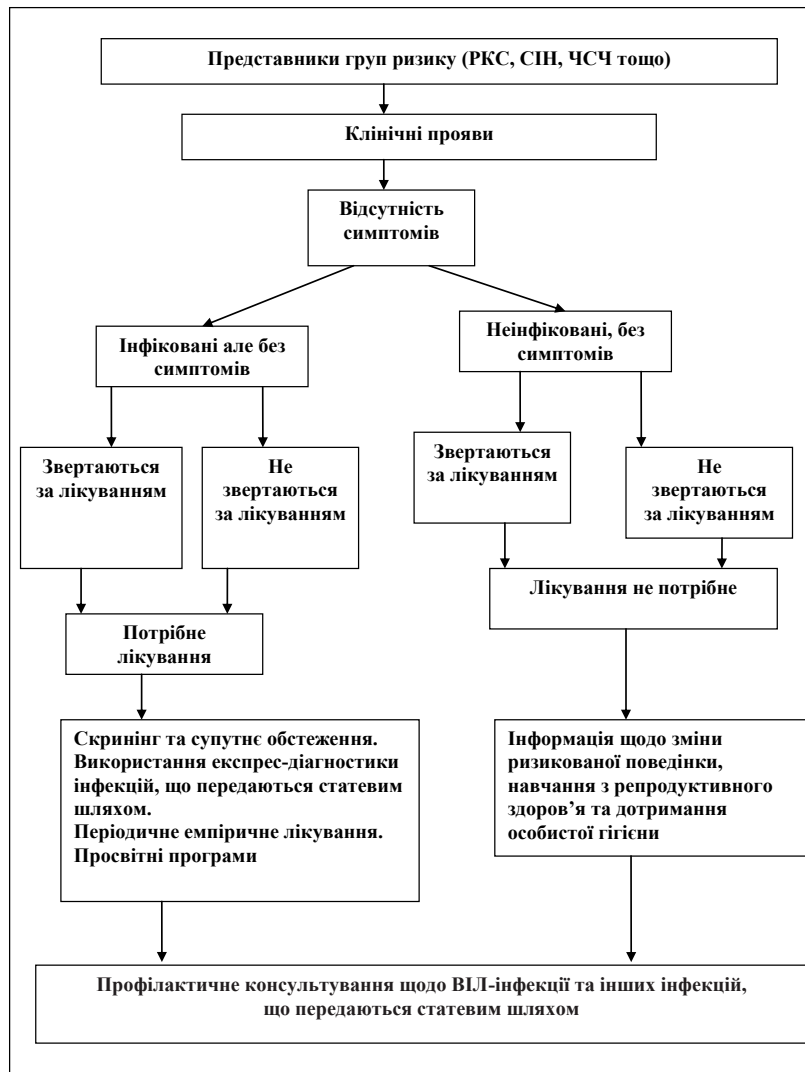 Представники груп ризику (РКС, СІН, ЧСЧ тощо)
Клінічні прояви
Відсутність
симптомів
Інфіковані але без
симптомів
Неінфіковані, без
симптомів
Звертаються
за лікуванням
Не
звертаються
за лікуванням
Звертаються
за лікуванням
Не
звертаються
за лікуванням
Потрібне
лікування
Лікування не потрібне
Скринінг та супутнє обстеження.
Використання експрес-діагностики
інфекцій, що передаються статевим
шляхом.
Періодичне емпіричне лікування.
Просвітні програми
Інформація щодо зміни
ризикованої поведінки,
навчання з репродуктивного
здоров’я та дотримання
особистої гігієни
Профілактичне консультування щодо ВІЛ-інфекції та інших інфекцій,
що передаються статевим шляхом